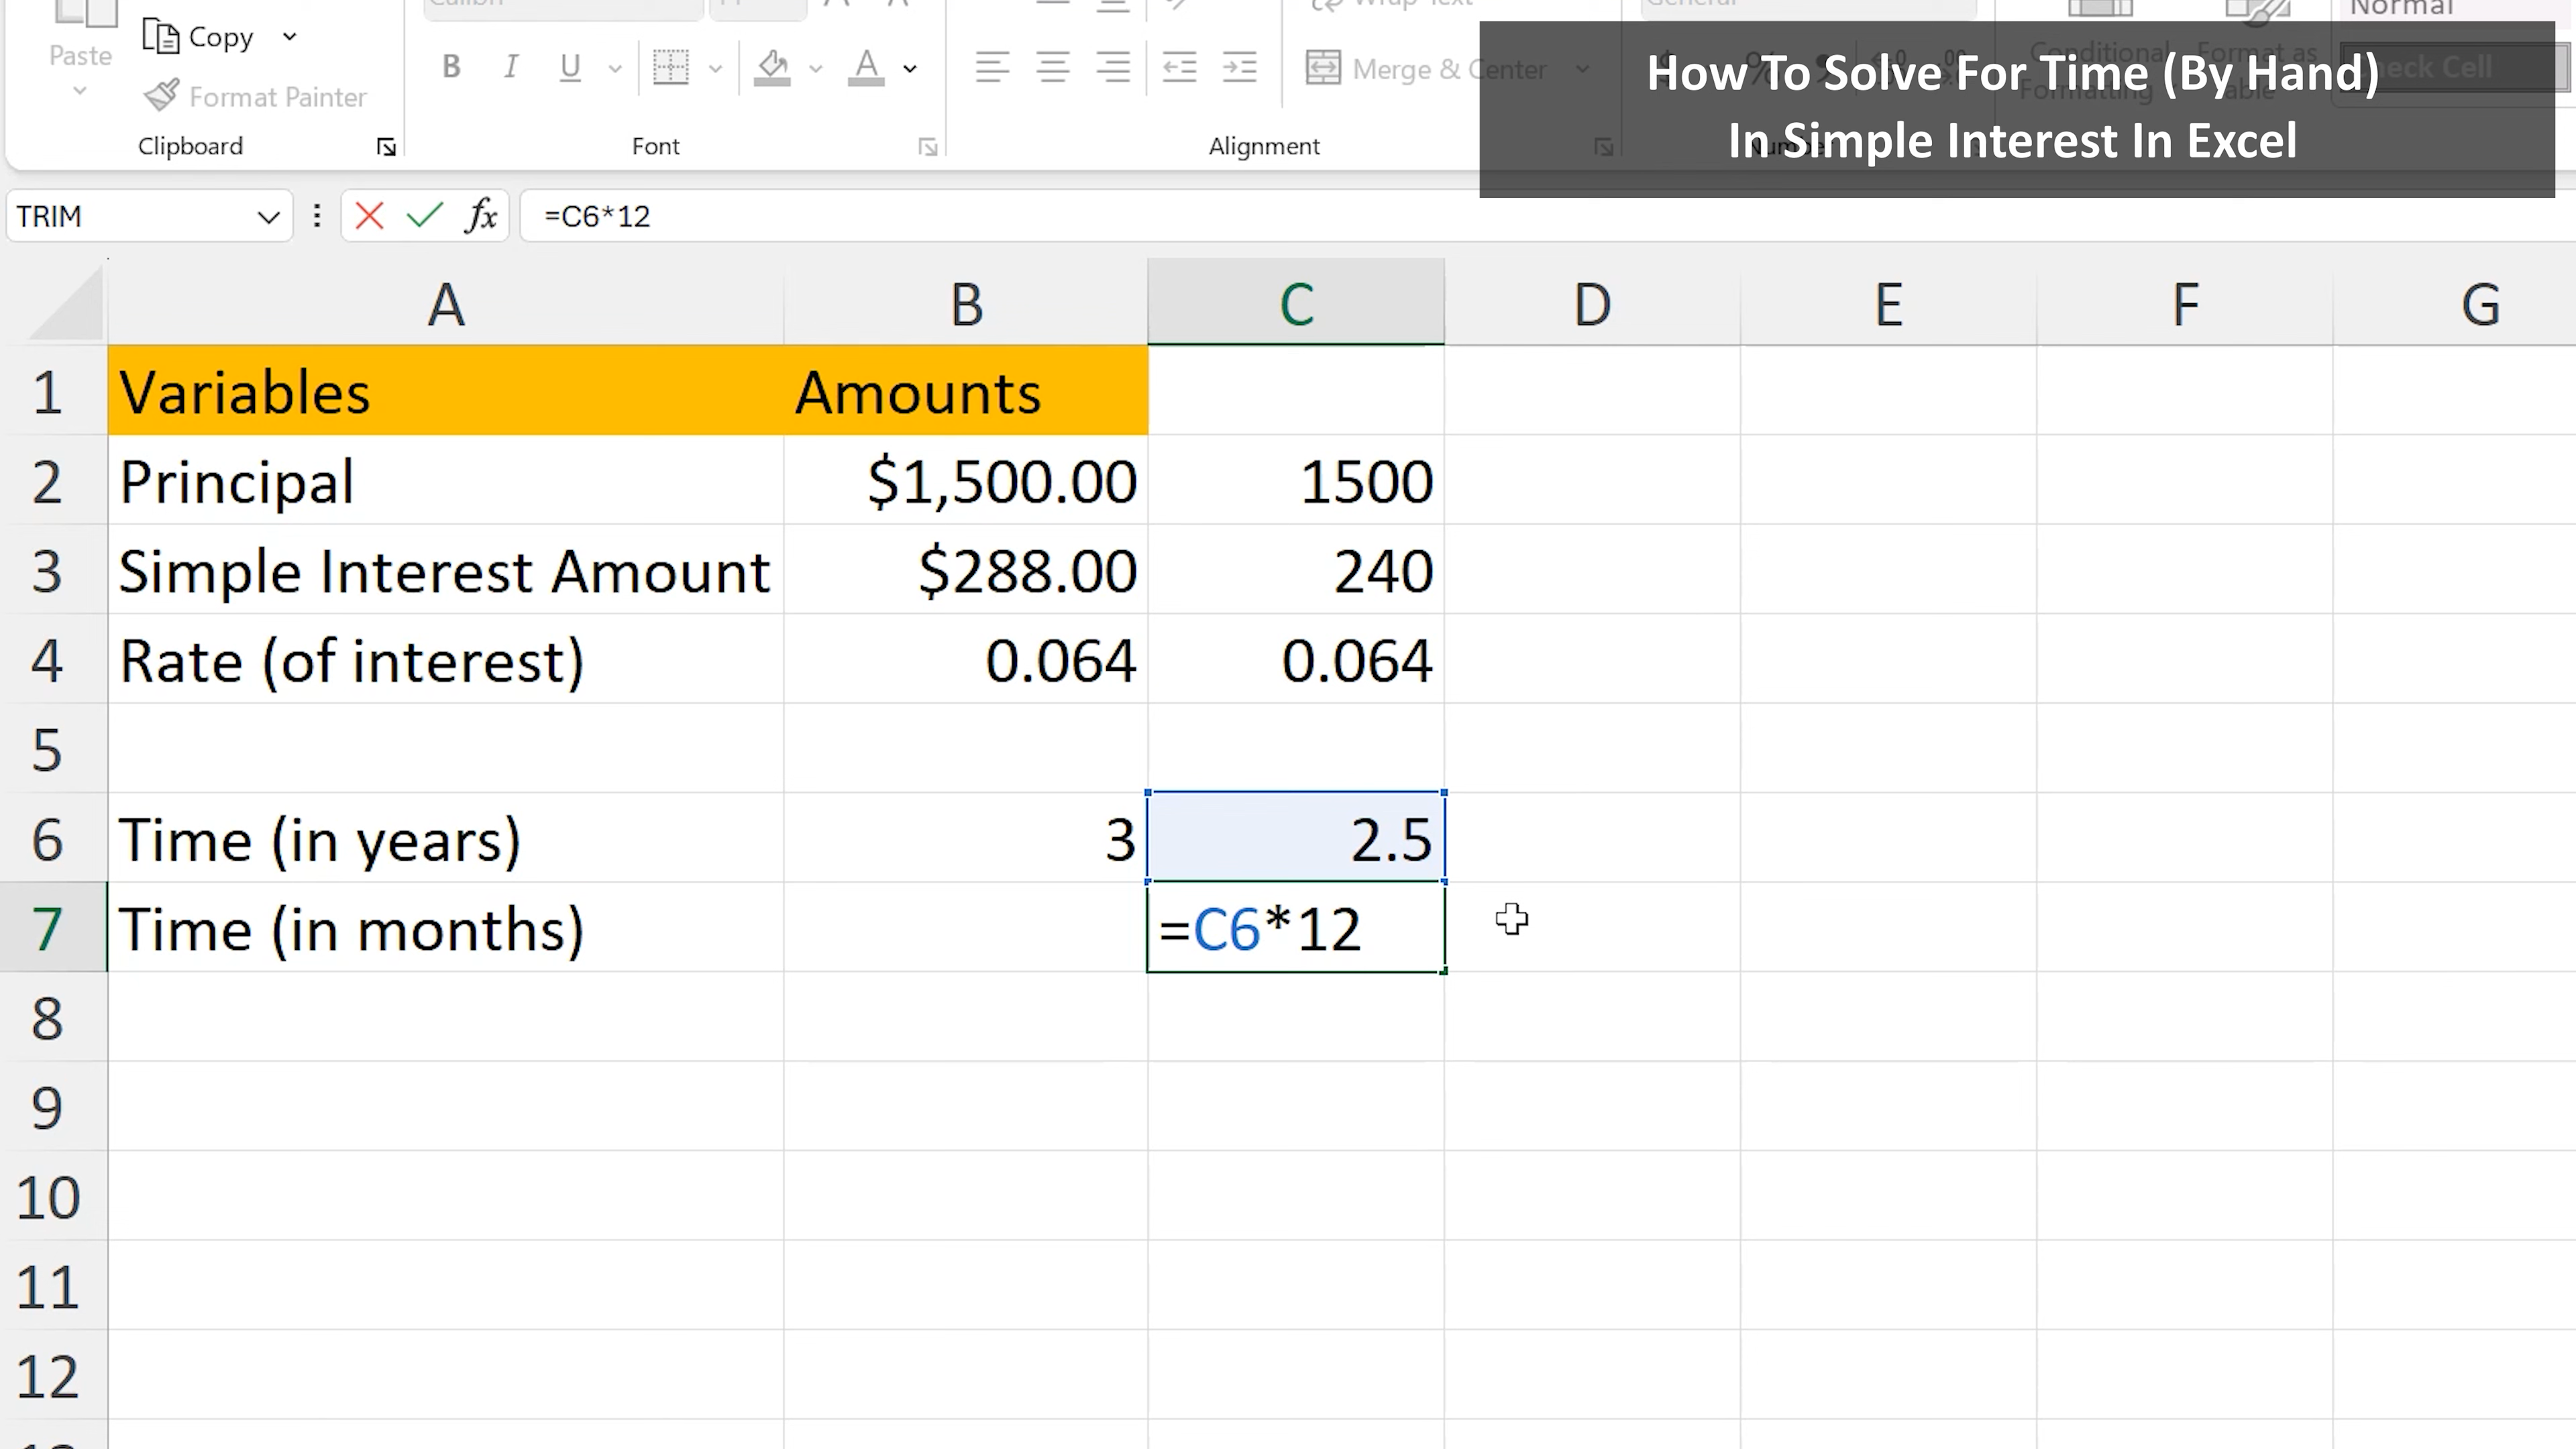 Normal
Paste
Copy
Format Painter
B I U
A
Merge & Center
Clipboard
Font
Alignment
How To Solve For Time (By Hand)
In Simple Interest In Excel
TRIM
fx
=C6*12
A B C D E F G
1 Variables Amounts
2 Principal $1,500.00 1500
3 Simple Interest Amount $288.00 240
4 Rate (of interest) 0.064 0.064
5
6 Time (in years) 3 2.5
7 Time (in months) =C6*12
8
9
10
11
12